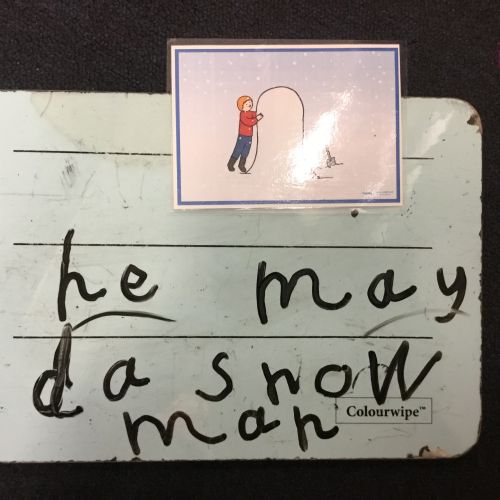 he may
da snow
man
Colourwipe™